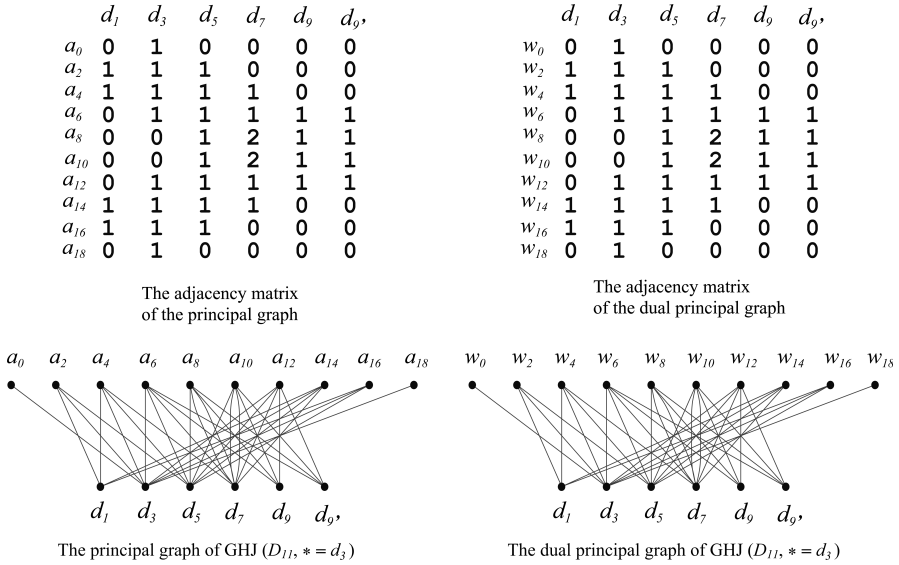 d1 d3 d5 d7 d9 d9’
a0 0 1 0 0 0 0
a2 1 1 1 0 0 0
a4 1 1 1 1 0 0
a6 0 1 1 1 1 1
a8 0 0 1 2 1 1
a10 0 0 1 2 1 1
a12 0 1 1 1 1 1
a14 1 1 1 1 0 0
a16 1 1 1 0 0 0
a18 0 1 0 0 0 0
The adjacency matrix
of the principal graph
d1 d3 d5 d7 d9 d9’
w0 0 1 0 0 0 0
w2 1 1 1 0 0 0
w4 1 1 1 1 0 0
w6 0 1 1 1 1 1
w8 0 0 1 2 1 1
w10 0 0 1 2 1 1
w12 0 1 1 1 1 1
w14 1 1 1 1 0 0
w16 1 1 1 0 0 0
w18 0 1 0 0 0 0
The adjacency matrix
of the dual principal graph
a0 a2 a4 a6 a8 a10 a12 a14 a16 a18
d1 d3 d5 d7 d9 d9’
The principal graph of GHJ (D11, * = d3)
w0 w2 w4 w6 w8 w10 w12 w14 w16 w18
d1 d3 d5 d7 d9 d9’
The dual principal graph of GHJ (D11, * = d3)